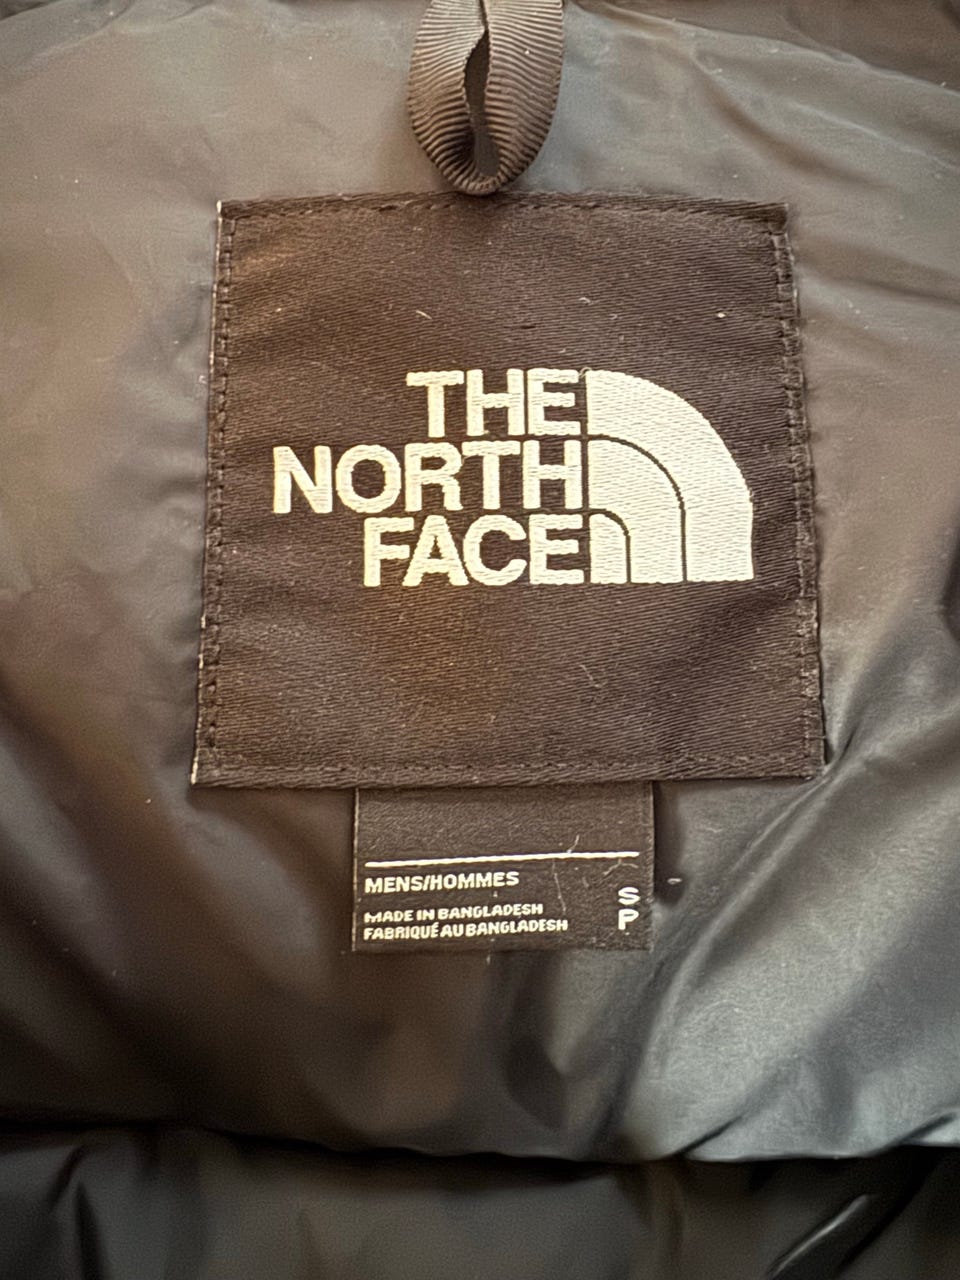 THE
NORTH
FACE
MENS/HOMMES
MADE IN BANGLADESH
FABRIQUÉ AU BANGLADESH
S
P